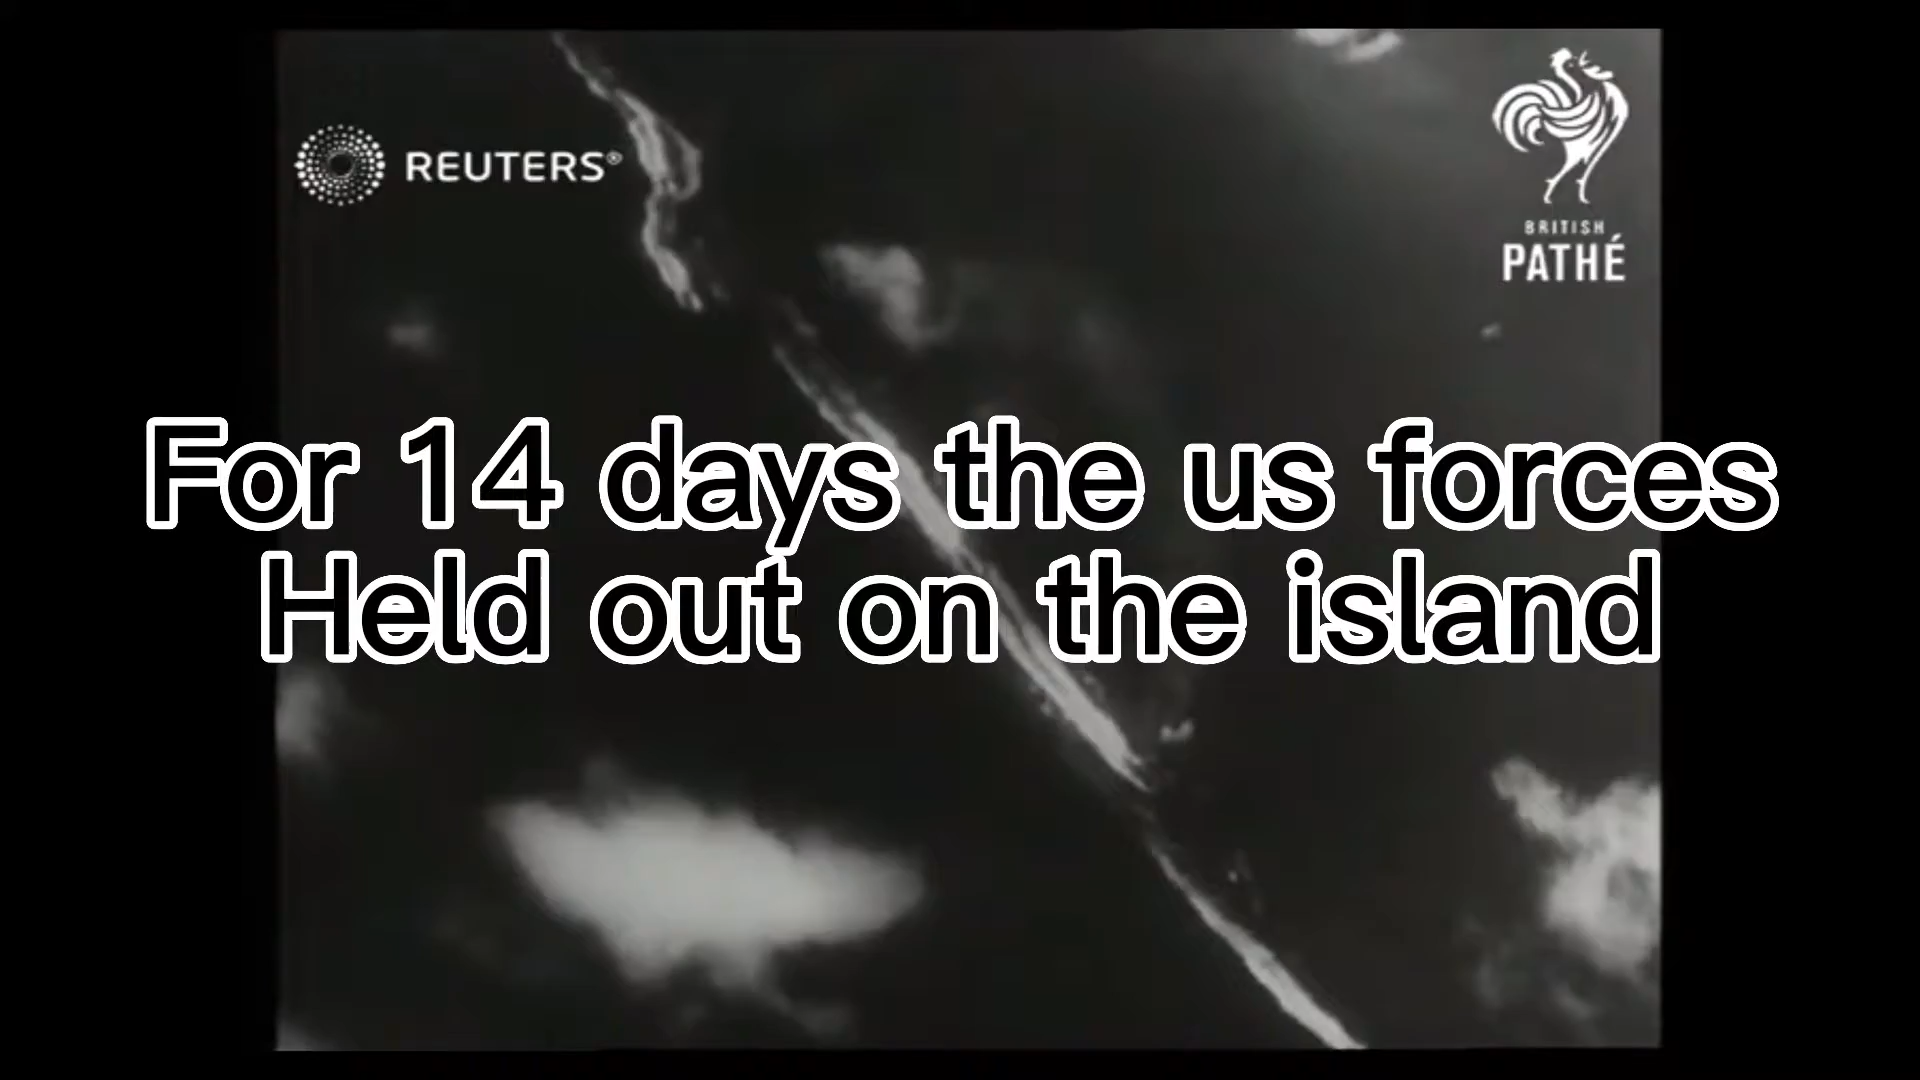 REUTERS®
BRITISH
PATHÉ
For 14 days the us forces
Held out on the island